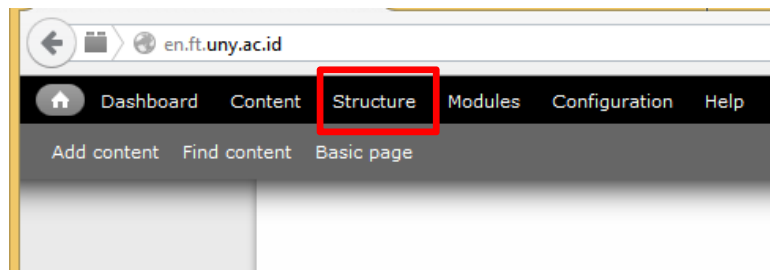 en.ft.uny.ac.id
Dashboard Content Structure Modules Configuration Help
Add content Find content Basic page